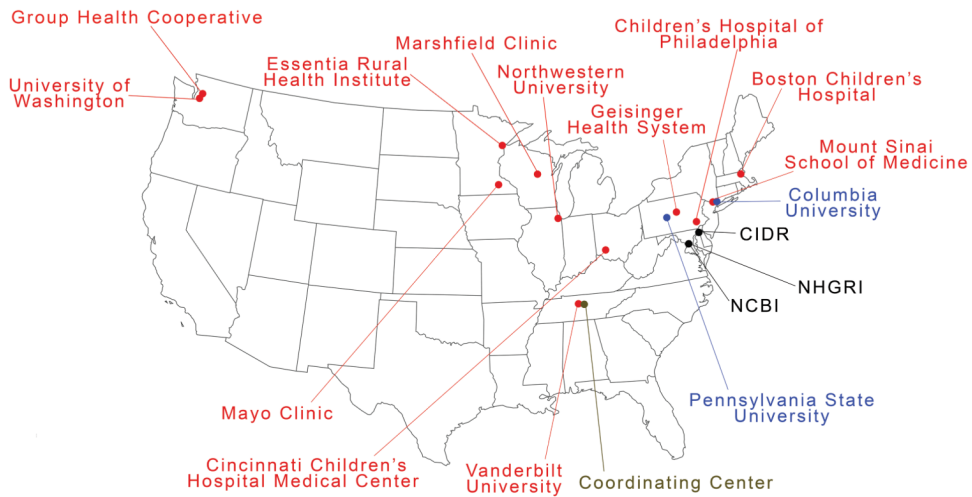 Group Health Cooperative
University of
Washington
Essentia Rural
Health Institute
Marshfield Clinic
Northwestern
University
Children's Hospital of
Philadelphia
Geisinger
Health System
Boston Children's
Hospital
Mount Sinai
School of Medicine
Columbia
University
CIDR
NHGRI
NCBI
Pennsylvania State
University
Mayo Clinic
Cincinnati Children's
Hospital Medical Center
Vanderbilt
University
Coordinating Center